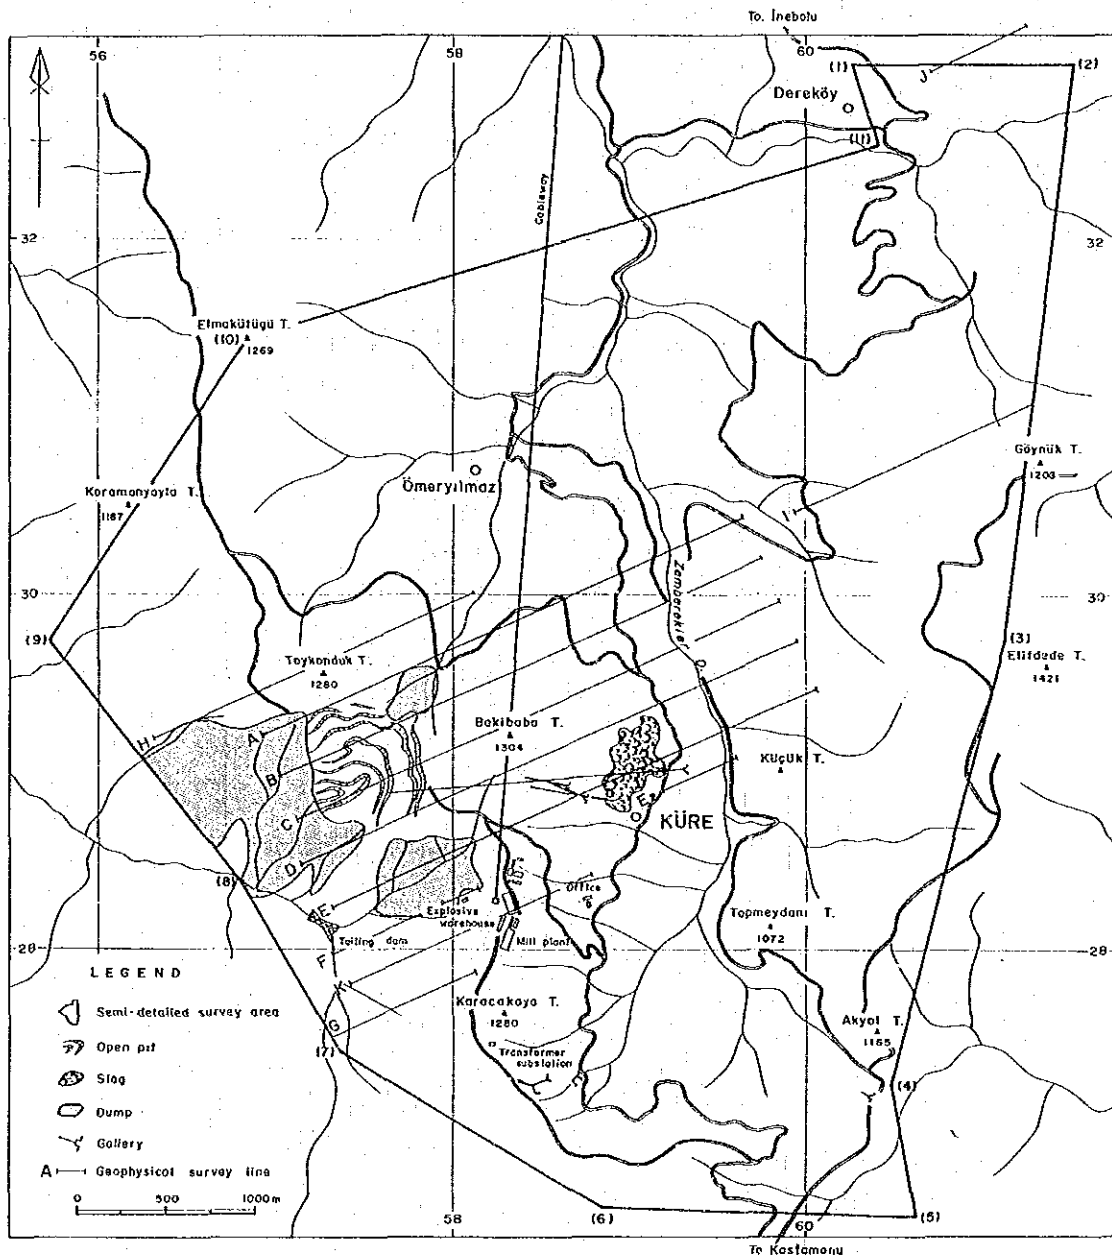 To. İnebolu
56
58
60
(1)
(2)
J
Dereköy
(11)
Cableway
32
32
Elmakütüğü T.
(10)
1269
Göynük T.
1203
Karamanyayla T.
1187
Ömeryılmaz
I
Zemberekler D.
30
30
(9)
(3)
Elifdede T.
1421
Toykonduk T.
1280
H
A
Bakibaba T.
1304
B
Küçük T.
C
E
KÜRE
D
(8)
Office
E
Explosive
warehouse
Topmeydanı T.
1072
Tailing dam
Mill plant
28
28
F
LEGEND
K
Semi-detailed survey area
Karacakaya T.
1280
Akyol T.
1165
G
(7)
Open pit
Transformer
substation
Slag
(4)
Dump
Gallery
A Geophysical survey line
0 500 1000m
58
(6)
60
(5)
To Kastamonu